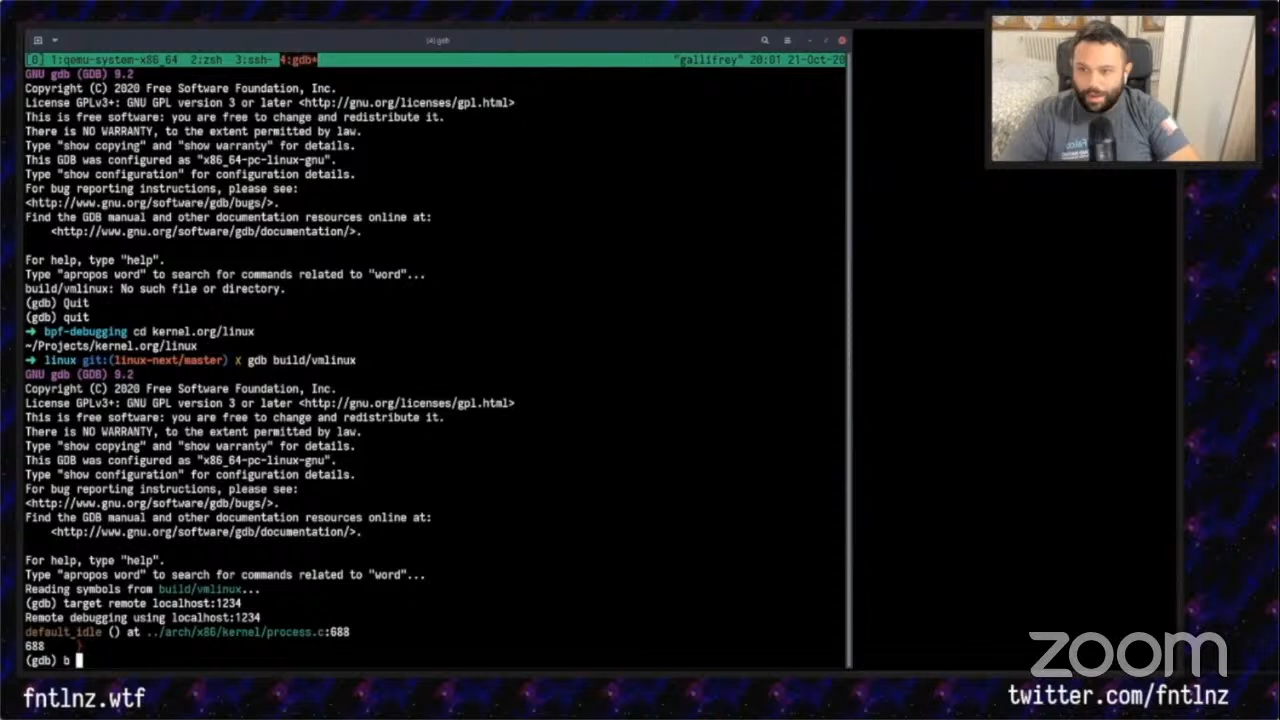 [4] gdb
[0] 1:qemu-system-x86_64 2:zsh 3:ssh- 4:gdb* "gallifrey" 20:01 21-Oct-20
GNU gdb (GDB) 9.2
Copyright (C) 2020 Free Software Foundation, Inc.
License GPLv3+: GNU GPL version 3 or later <http://gnu.org/licenses/gpl.html>
This is free software: you are free to change and redistribute it.
There is NO WARRANTY, to the extent permitted by law.
Type "show copying" and "show warranty" for details.
This GDB was configured as "x86_64-pc-linux-gnu".
Type "show configuration" for configuration details.
For bug reporting instructions, please see:
<http://www.gnu.org/software/gdb/bugs/>.
Find the GDB manual and other documentation resources online at:
<http://www.gnu.org/software/gdb/documentation/>.
For help, type "help".
Type "apropos word" to search for commands related to "word"...
build/vmlinux: No such file or directory.
(gdb) Quit
(gdb) quit
➜ bpf-debugging cd kernel.org/linux
~/Projects/kernel.org/linux
➜ linux git:(linux-next/master) ✗ gdb build/vmlinux
GNU gdb (GDB) 9.2
Copyright (C) 2020 Free Software Foundation, Inc.
License GPLv3+: GNU GPL version 3 or later <http://gnu.org/licenses/gpl.html>
This is free software: you are free to change and redistribute it.
There is NO WARRANTY, to the extent permitted by law.
Type "show copying" and "show warranty" for details.
This GDB was configured as "x86_64-pc-linux-gnu".
Type "show configuration" for configuration details.
For bug reporting instructions, please see:
<http://www.gnu.org/software/gdb/bugs/>.
Find the GDB manual and other documentation resources online at:
<http://www.gnu.org/software/gdb/documentation/>.
For help, type "help".
Type "apropos word" to search for commands related to "word"...
Reading symbols from build/vmlinux...
(gdb) target remote localhost:1234
Remote debugging using localhost:1234
default_idle () at ../arch/x86/kernel/process.c:688
688 }
(gdb) b
zoom
fntlnz.wtf
twitter.com/fntlnz